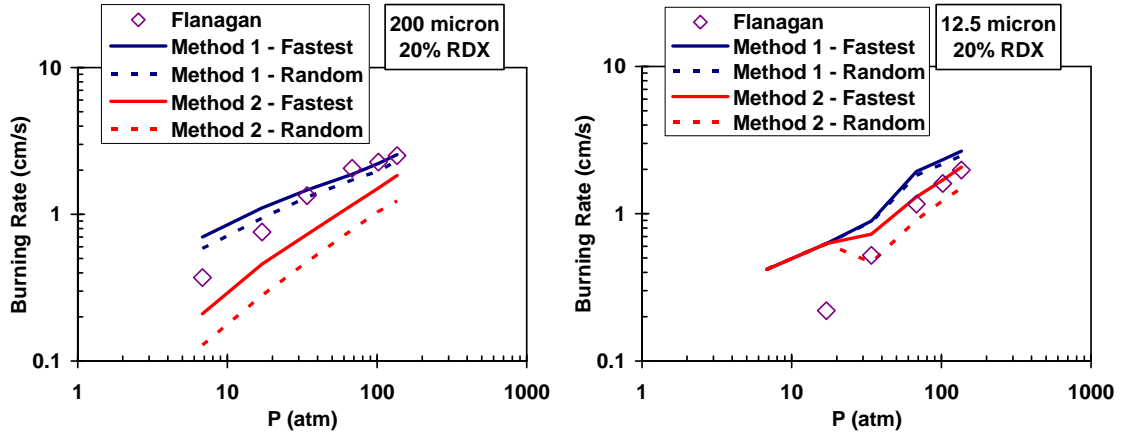 Flanagan
Method 1 - Fastest
Method 1 - Random
Method 2 - Fastest
Method 2 - Random
200 micron
20% RDX
Burning Rate (cm/s)
10
1
0.1
1 10 100 1000
P (atm)
Flanagan
Method 1 - Fastest
Method 1 - Random
Method 2 - Fastest
Method 2 - Random
12.5 micron
20% RDX
Burning Rate (cm/s)
10
1
0.1
1 10 100 1000
P (atm)